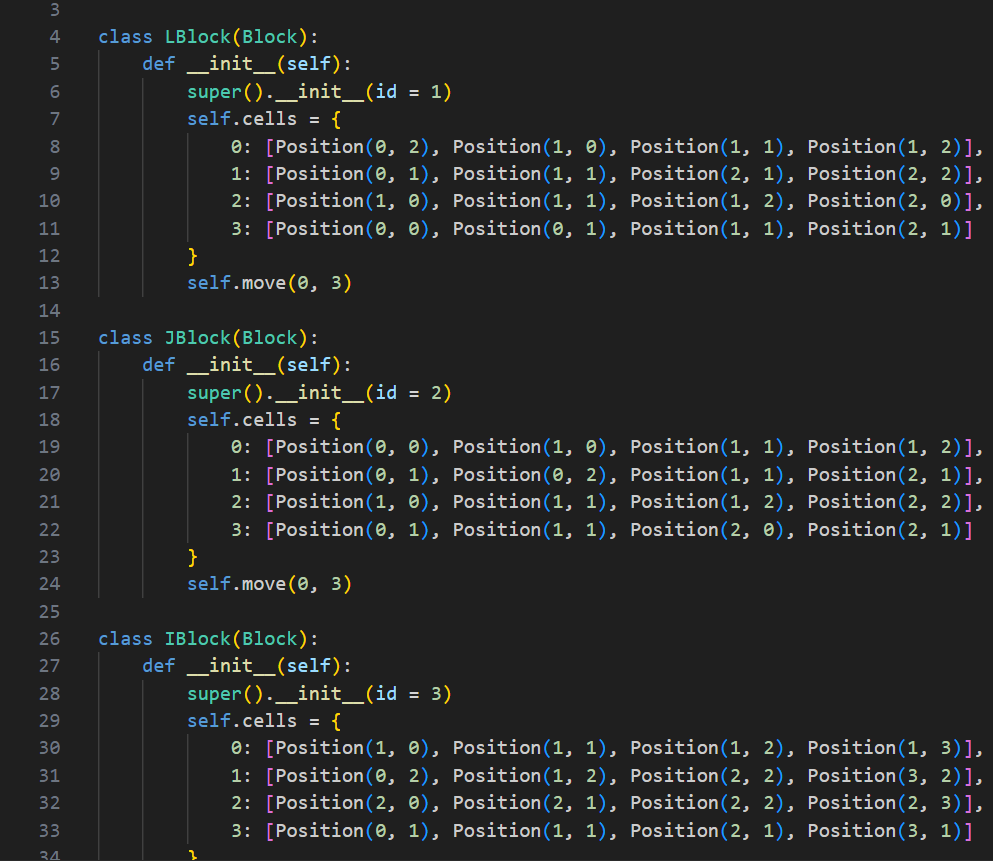 3
4 class LBlock(Block):
5     def __init__(self):
6         super().__init__(id = 1)
7         self.cells = {
8             0: [Position(0, 2), Position(1, 0), Position(1, 1), Position(1, 2)],
9             1: [Position(0, 1), Position(1, 1), Position(2, 1), Position(2, 2)],
10             2: [Position(1, 0), Position(1, 1), Position(1, 2), Position(2, 0)],
11             3: [Position(0, 0), Position(0, 1), Position(1, 1), Position(2, 1)]
12         }
13         self.move(0, 3)
14
15 class JBlock(Block):
16     def __init__(self):
17         super().__init__(id = 2)
18         self.cells = {
19             0: [Position(0, 0), Position(1, 0), Position(1, 1), Position(1, 2)],
20             1: [Position(0, 1), Position(0, 2), Position(1, 1), Position(2, 1)],
21             2: [Position(1, 0), Position(1, 1), Position(1, 2), Position(2, 2)],
22             3: [Position(0, 1), Position(1, 1), Position(2, 0), Position(2, 1)]
23         }
24         self.move(0, 3)
25
26 class IBlock(Block):
27     def __init__(self):
28         super().__init__(id = 3)
29         self.cells = {
30             0: [Position(1, 0), Position(1, 1), Position(1, 2), Position(1, 3)],
31             1: [Position(0, 2), Position(1, 2), Position(2, 2), Position(3, 2)],
32             2: [Position(2, 0), Position(2, 1), Position(2, 2), Position(2, 3)],
33             3: [Position(0, 1), Position(1, 1), Position(2, 1), Position(3, 1)]
34         }